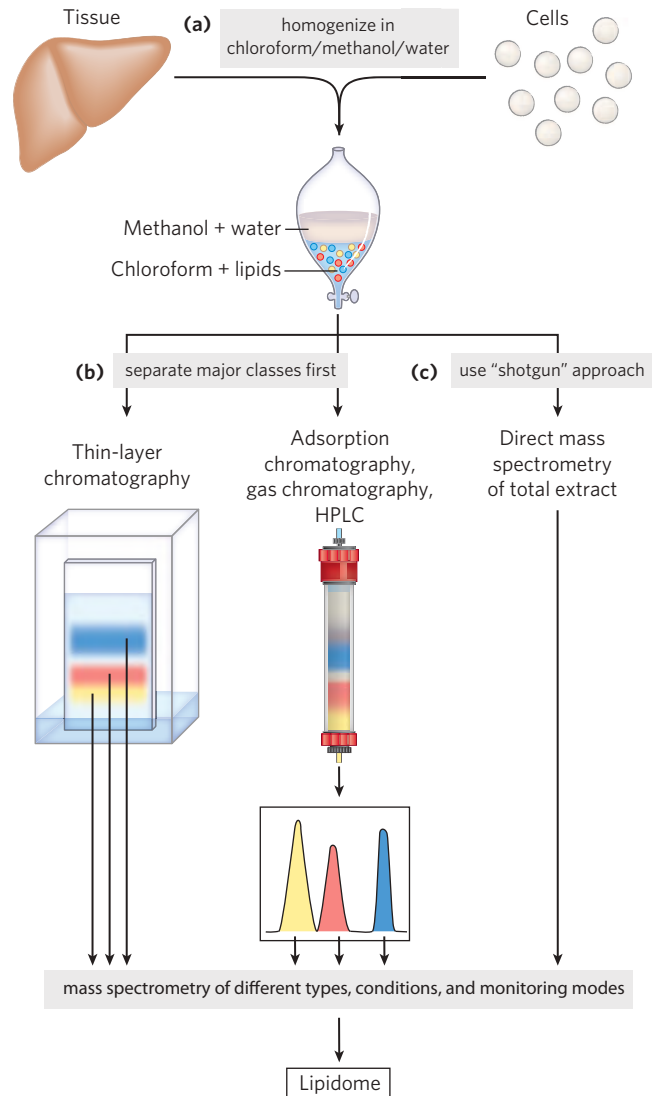 Tissue
(a) homogenize in
chloroform/methanol/water
Cells
Methanol + water
Chloroform + lipids
(b) separate major classes first
(c) use “shotgun” approach
Thin-layer
chromatography
Adsorption
chromatography,
gas chromatography,
HPLC
Direct mass
spectrometry
of total extract
mass spectrometry of different types, conditions, and monitoring modes
Lipidome